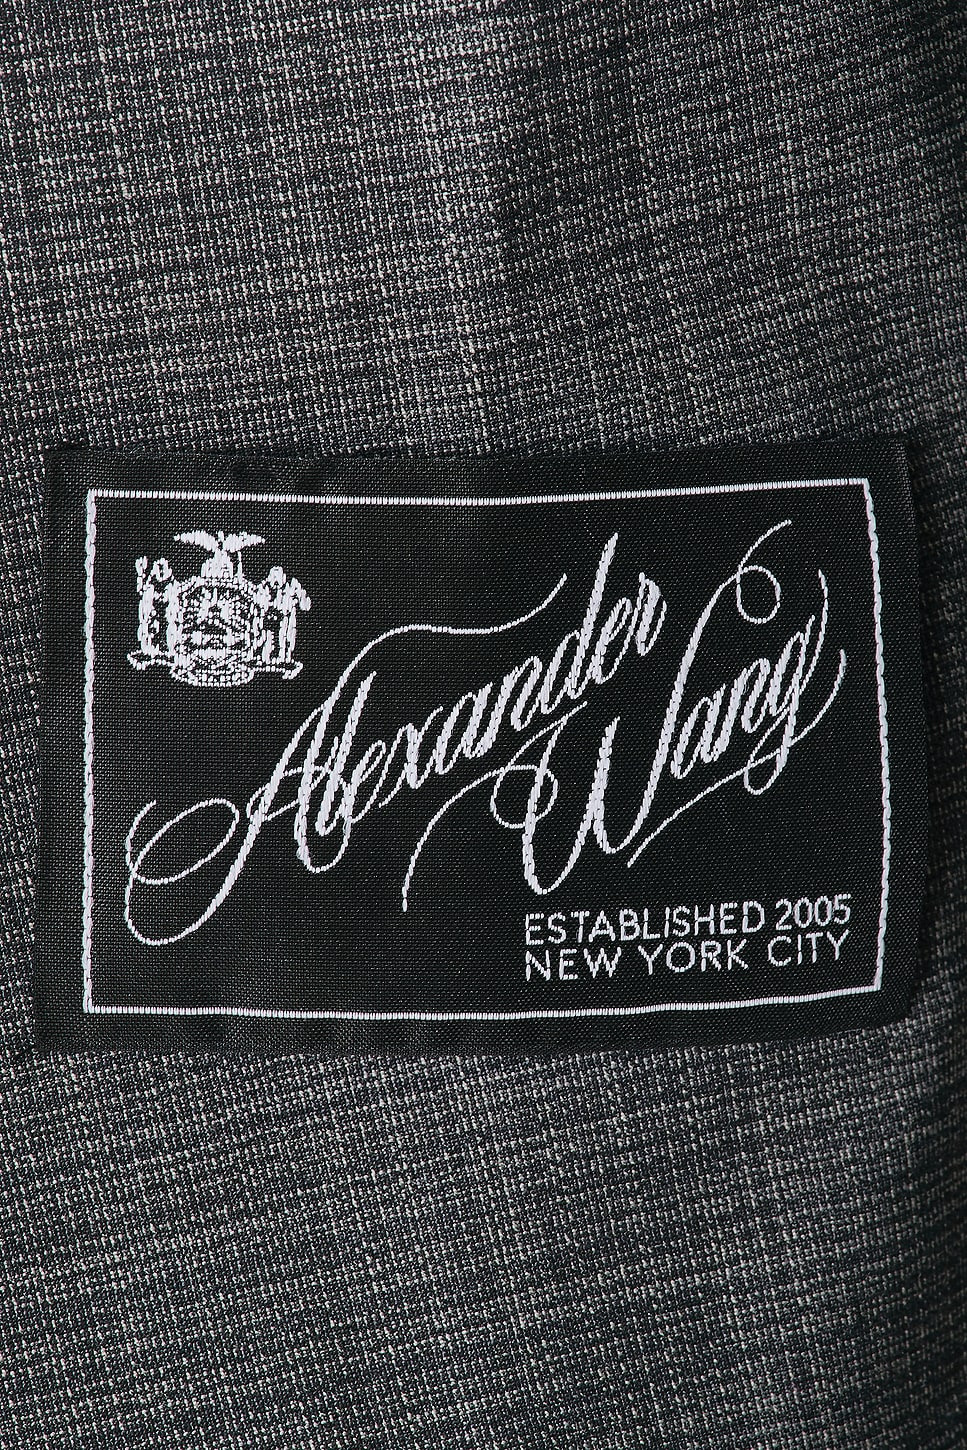 Alexander
Wang
ESTABLISHED 2005
NEW YORK CITY